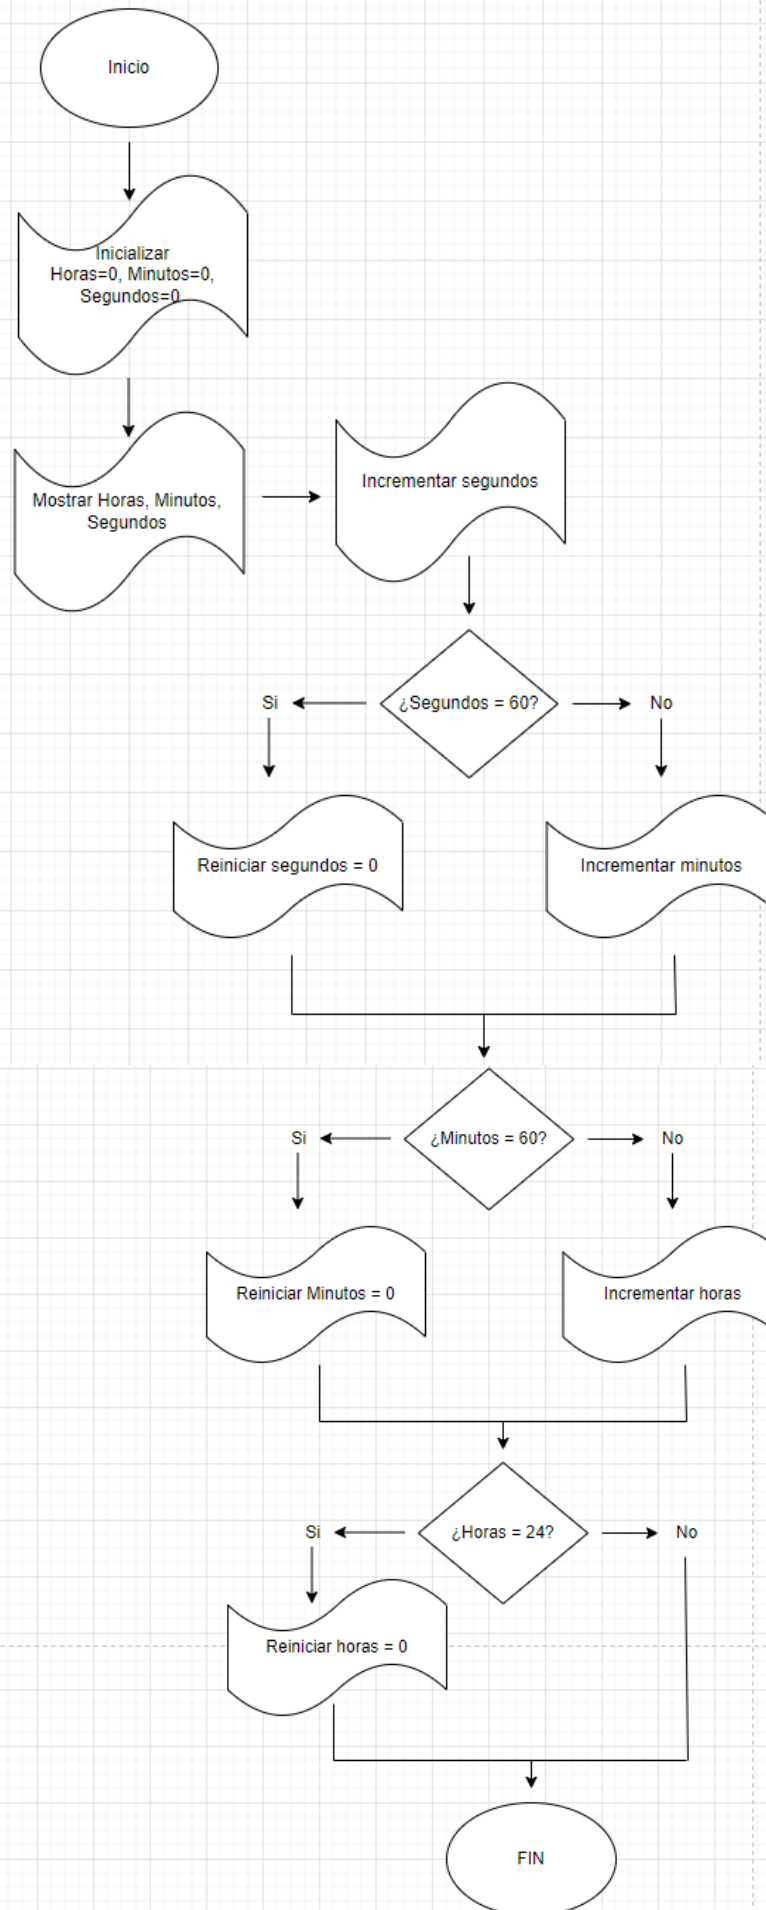 Inicio
Inicializar
Horas=0, Minutos=0,
Segundos=0
Mostrar Horas, Minutos,
Segundos
Incrementar segundos
¿Segundos = 60?
Si
No
Reiniciar segundos = 0
Incrementar minutos
¿Minutos = 60?
Si
No
Reiniciar Minutos = 0
Incrementar horas
¿Horas = 24?
Si
No
Reiniciar horas = 0
FIN